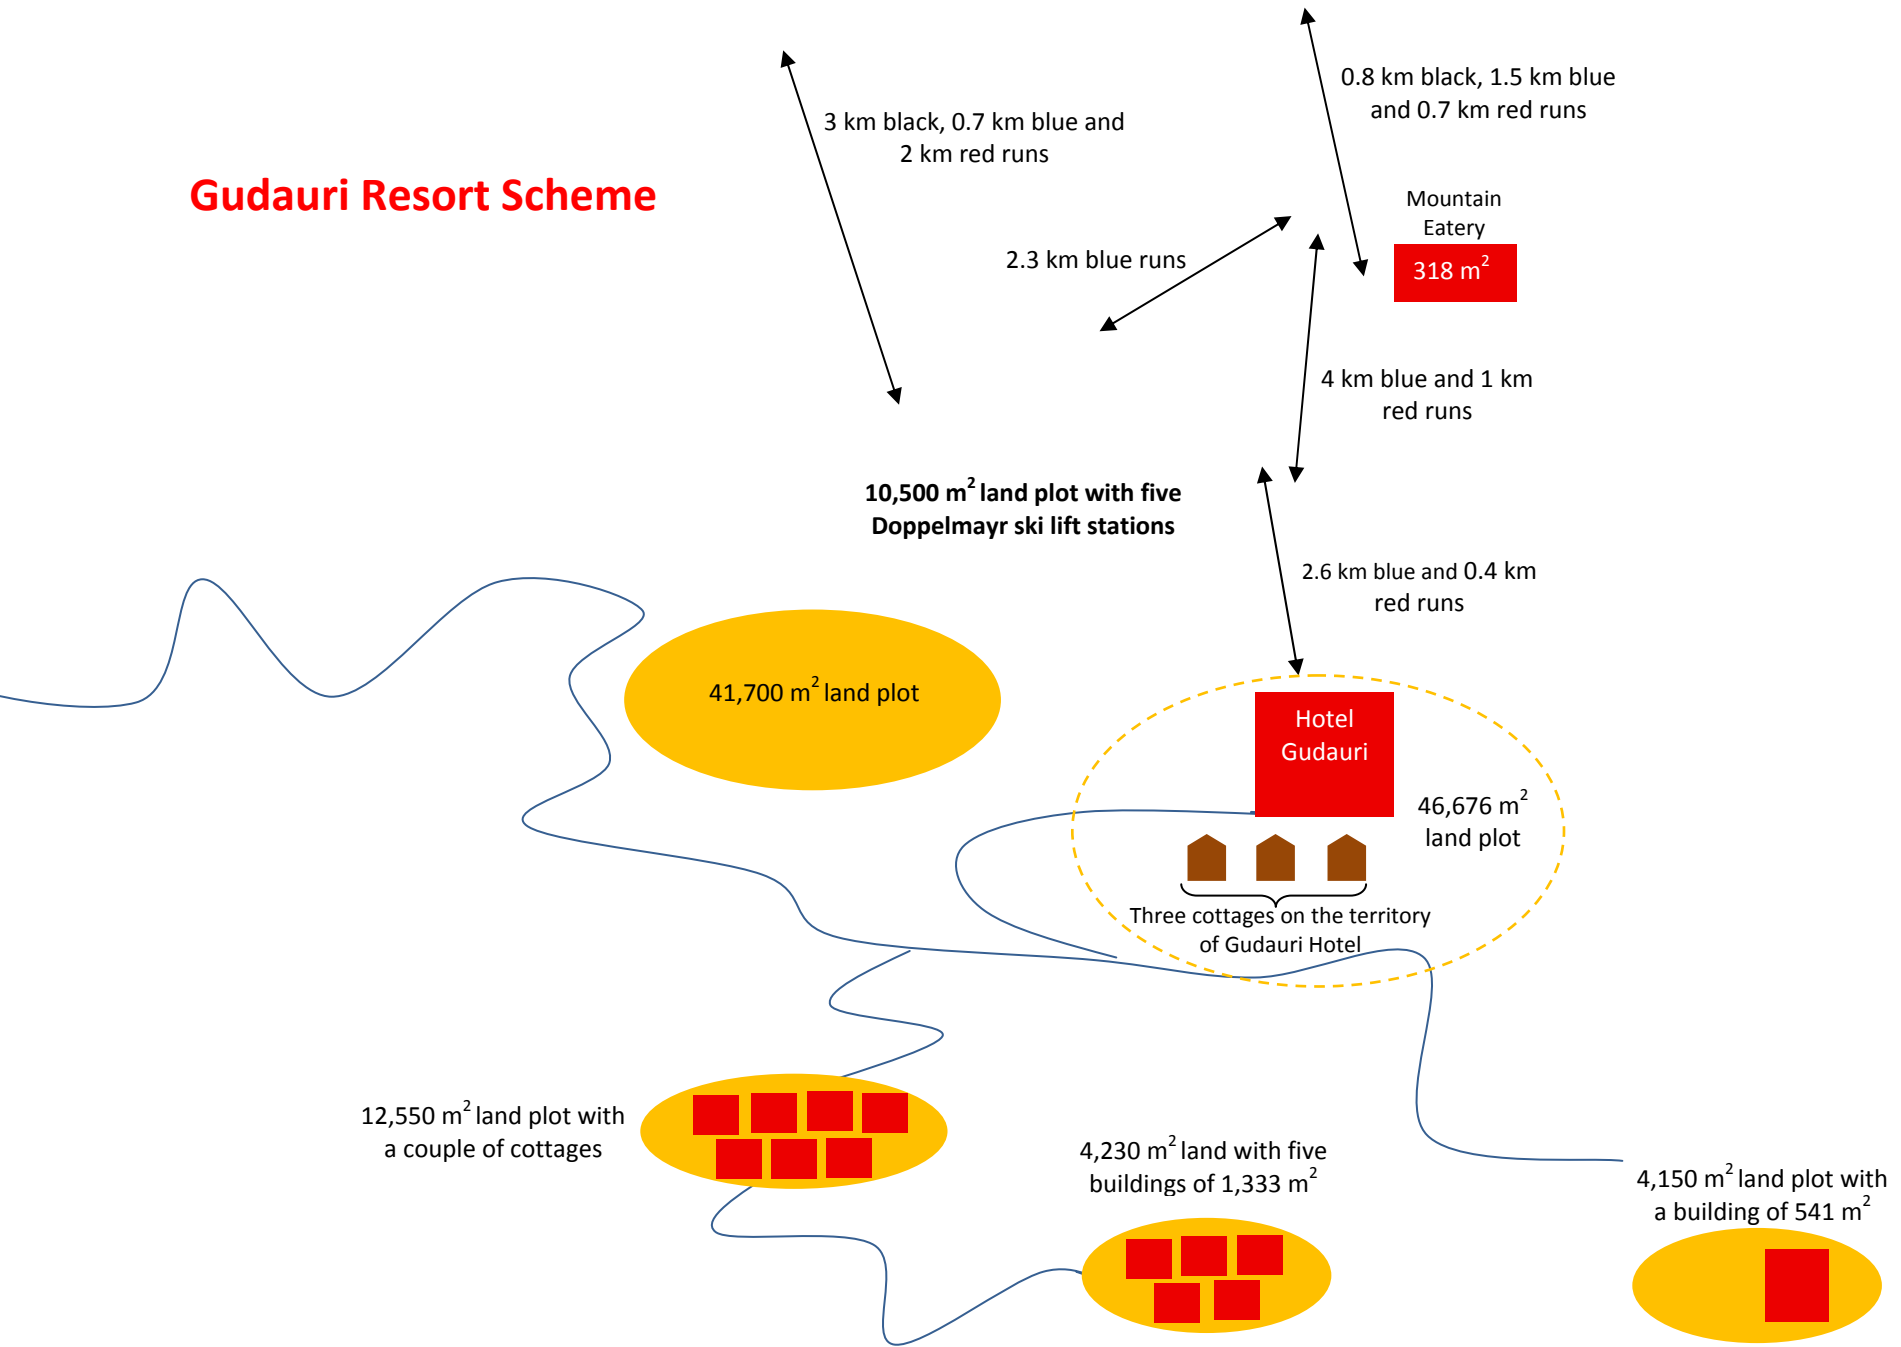 0.8 km black, 1.5 km blue
and 0.7 km red runs
3 km black, 0.7 km blue and
2 km red runs
Gudauri Resort Scheme
Mountain
Eatery
318 m²
2.3 km blue runs
4 km blue and 1 km
red runs
10,500 m² land plot with five
Doppelmayr ski lift stations
2.6 km blue and 0.4 km
red runs
41,700 m² land plot
Hotel
Gudauri
46,676 m²
land plot
Three cottages on the territory
of Gudauri Hotel
12,550 m² land plot with
a couple of cottages
4,230 m² land with five
buildings of 1,333 m²
4,150 m² land plot with
a building of 541 m²